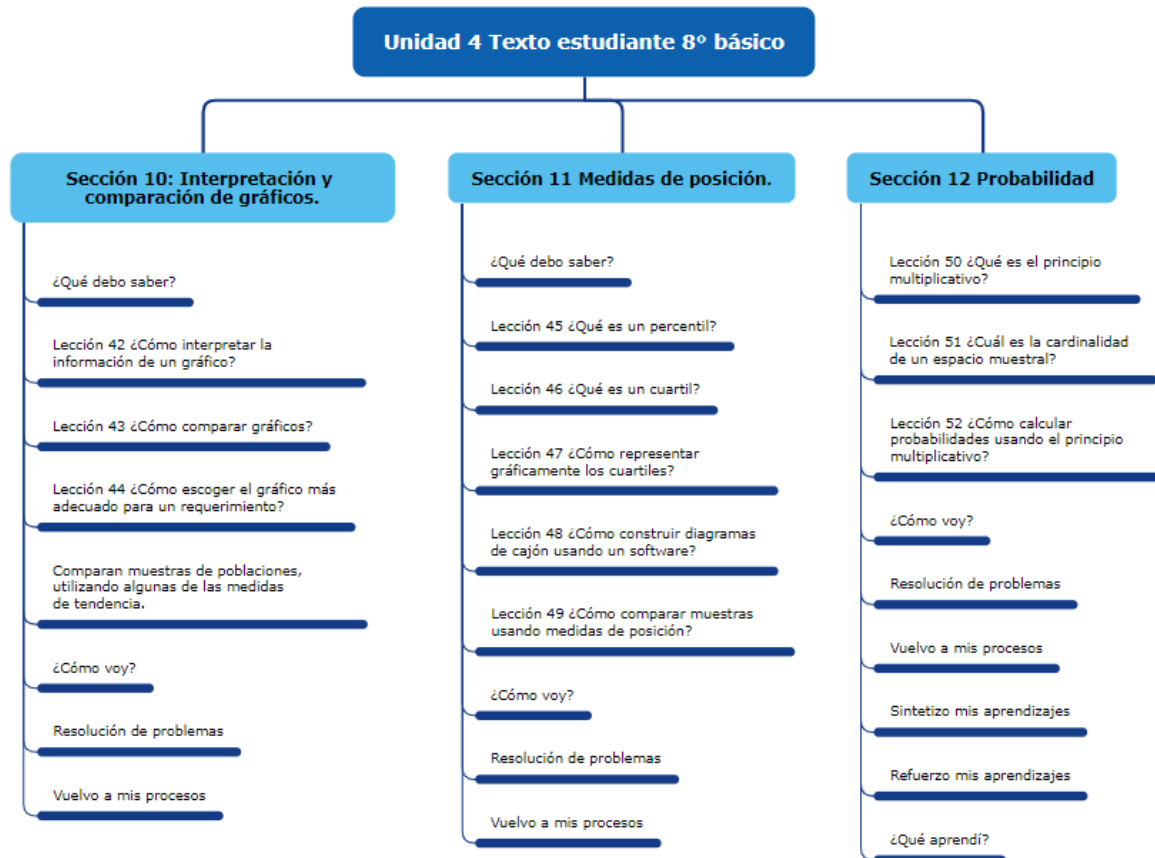 Unidad 4 Texto estudiante 8º básico
Sección 10: Interpretación y
comparación de gráficos.
¿Qué debo saber?
Lección 42 ¿Cómo interpretar la
información de un gráfico?
Lección 43 ¿Cómo comparar gráficos?
Lección 44 ¿Cómo escoger el gráfico más
adecuado para un requerimiento?
Comparan muestras de poblaciones,
utilizando algunas de las medidas
de tendencia.
¿Cómo voy?
Resolución de problemas
Vuelvo a mis procesos
Sección 11 Medidas de posición.
¿Qué debo saber?
Lección 45 ¿Qué es un percentil?
Lección 46 ¿Qué es un cuartil?
Lección 47 ¿Cómo representar
gráficamente los cuartiles?
Lección 48 ¿Cómo construir diagramas
de cajón usando un software?
Lección 49 ¿Cómo comparar muestras
usando medidas de posición?
¿Cómo voy?
Resolución de problemas
Vuelvo a mis procesos
Sección 12 Probabilidad
Lección 50 ¿Qué es el principio
multiplicativo?
Lección 51 ¿Cuál es la cardinalidad
de un espacio muestral?
Lección 52 ¿Cómo calcular
probabilidades usando el principio
multiplicativo?
¿Cómo voy?
Resolución de problemas
Vuelvo a mis procesos
Sintetizo mis aprendizajes
Refuerzo mis aprendizajes
¿Qué aprendí?